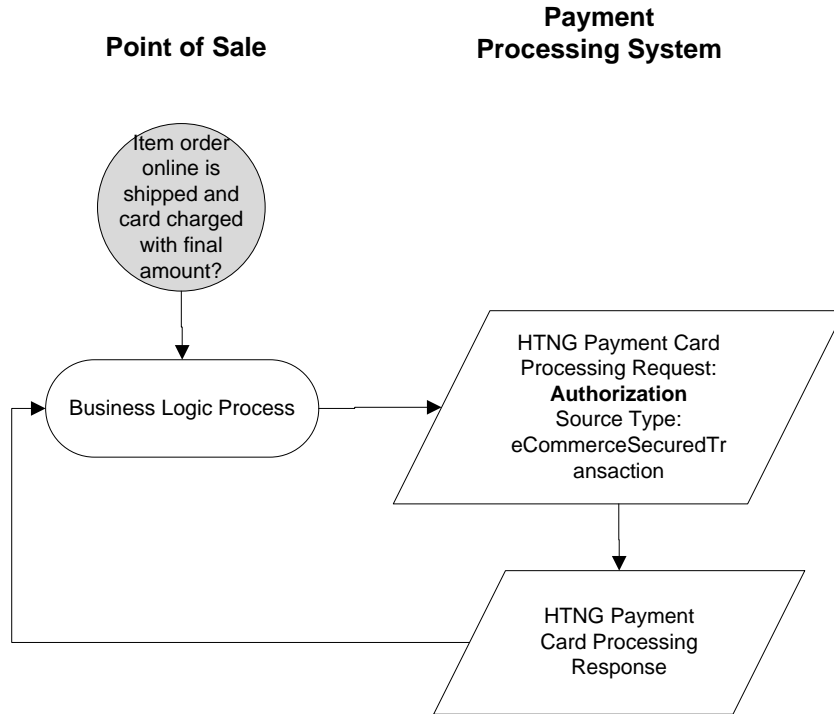 Point of Sale
Payment
Processing System
Item order
online is
shipped and
card charged
with final
amount?
Business Logic Process
HTNG Payment Card
Processing Request:
Authorization
Source Type:
eCommerceSecuredTr
ansaction
HTNG Payment
Card Processing
Response